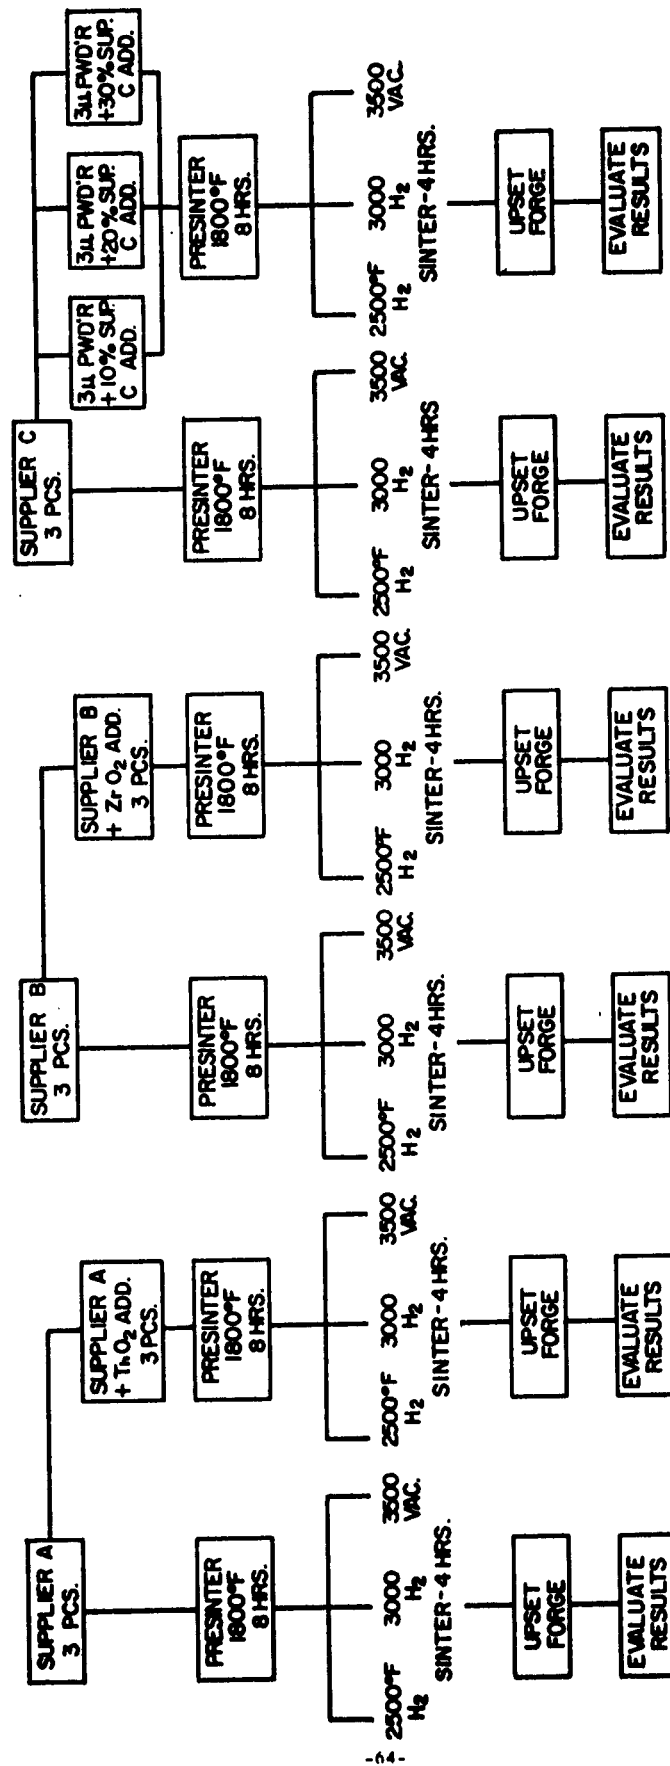 SUPPLIER A
3 PCS.
PRESINTER
1800°F
8 HRS.
2500°F
H2
3000
H2
3500
VAC.
SINTER-4 HRS.
UPSET
FORGE
EVALUATE
RESULTS
SUPPLIER A
+ ThO2 ADD.
3 PCS.
PRESINTER
1800°F
8 HRS.
2500°F
H2
3000
H2
3500
VAC.
SINTER-4 HRS.
UPSET
FORGE
EVALUATE
RESULTS
SUPPLIER B
3 PCS.
PRESINTER
1800°F
8 HRS.
2500°F
H2
3000
H2
3500
VAC.
SINTER-4 HRS.
UPSET
FORGE
EVALUATE
RESULTS
SUPPLIER B
+ ZrO2 ADD.
3 PCS.
PRESINTER
1800°F
8 HRS.
2500°F
H2
3000
H2
3500
VAC.
SINTER-4HRS.
UPSET
FORGE
EVALUATE
RESULTS
SUPPLIER C
3 PCS.
PRESINTER
1800°F
8 HRS.
2500°F
H2
3000
H2
3500
VAC.
SINTER-4HRS
UPSET
FORGE
EVALUATE
RESULTS
3µ PWD'R
+10% SUP.
C ADD.
3µ PWD'R
+20% SUP.
C ADD.
3µ PWD'R
+30% SUP.
C ADD.
PRESINTER
1800°F
8 HRS.
2500°F
H2
3000
H2
3500
VAC.
SINTER-4HRS.
UPSET
FORGE
EVALUATE
RESULTS
-64-